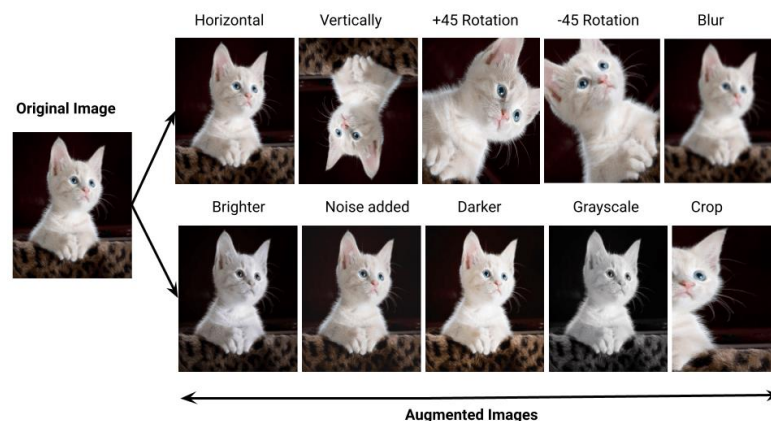 Horizontal
Vertically
+45 Rotation
-45 Rotation
Blur
Original Image
Brighter
Noise added
Darker
Grayscale
Crop
Augmented Images